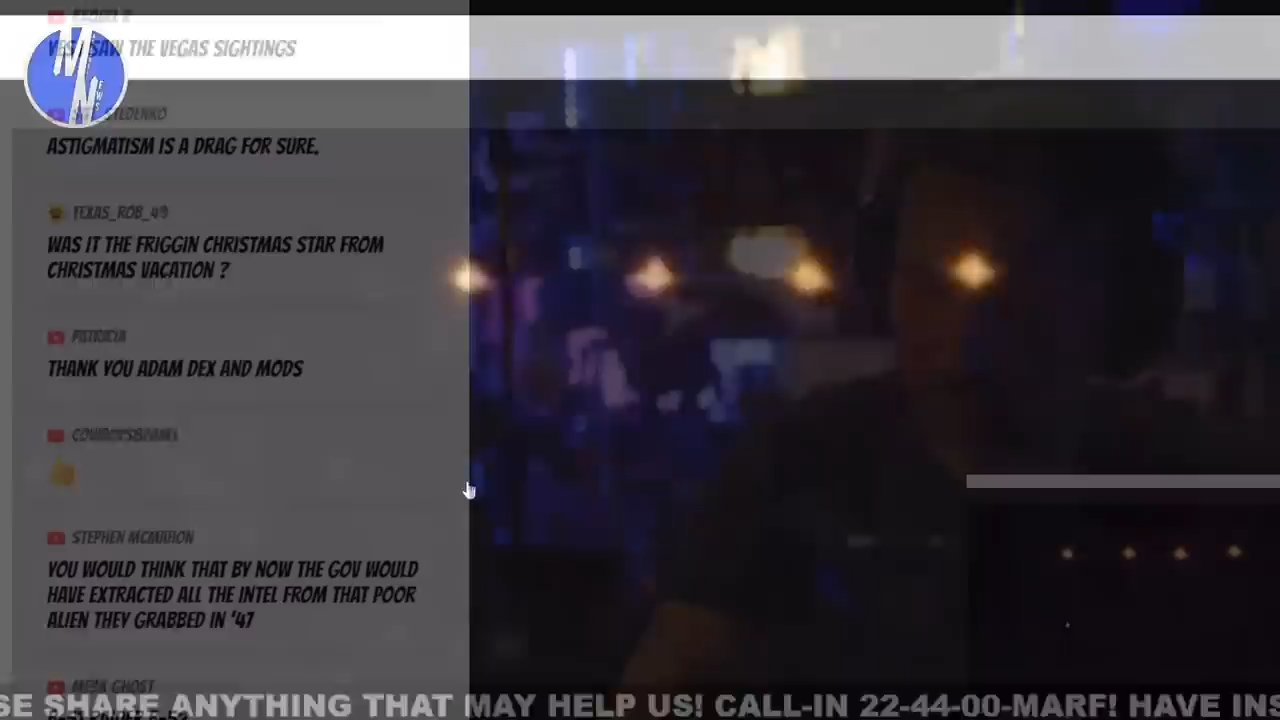 YES I SAW THE VEGAS SIGHTINGS
ASTIGMATISM IS A DRAG FOR SURE.
TEXAS_ROB_49
WAS IT THE FRIGGIN CHRISTMAS STAR FROM
CHRISTMAS VACATION ?
PATRICIA
THANK YOU ADAM DEX AND MODS
STEPHEN MCMAHON
YOU WOULD THINK THAT BY NOW THE GOV WOULD
HAVE EXTRACTED ALL THE INTEL FROM THAT POOR
ALIEN THEY GRABBED IN '47
MERK GHOST
SE SHARE ANYTHING THAT MAY HELP US! CALL-IN 22-44-00-MARF! HAVE INS